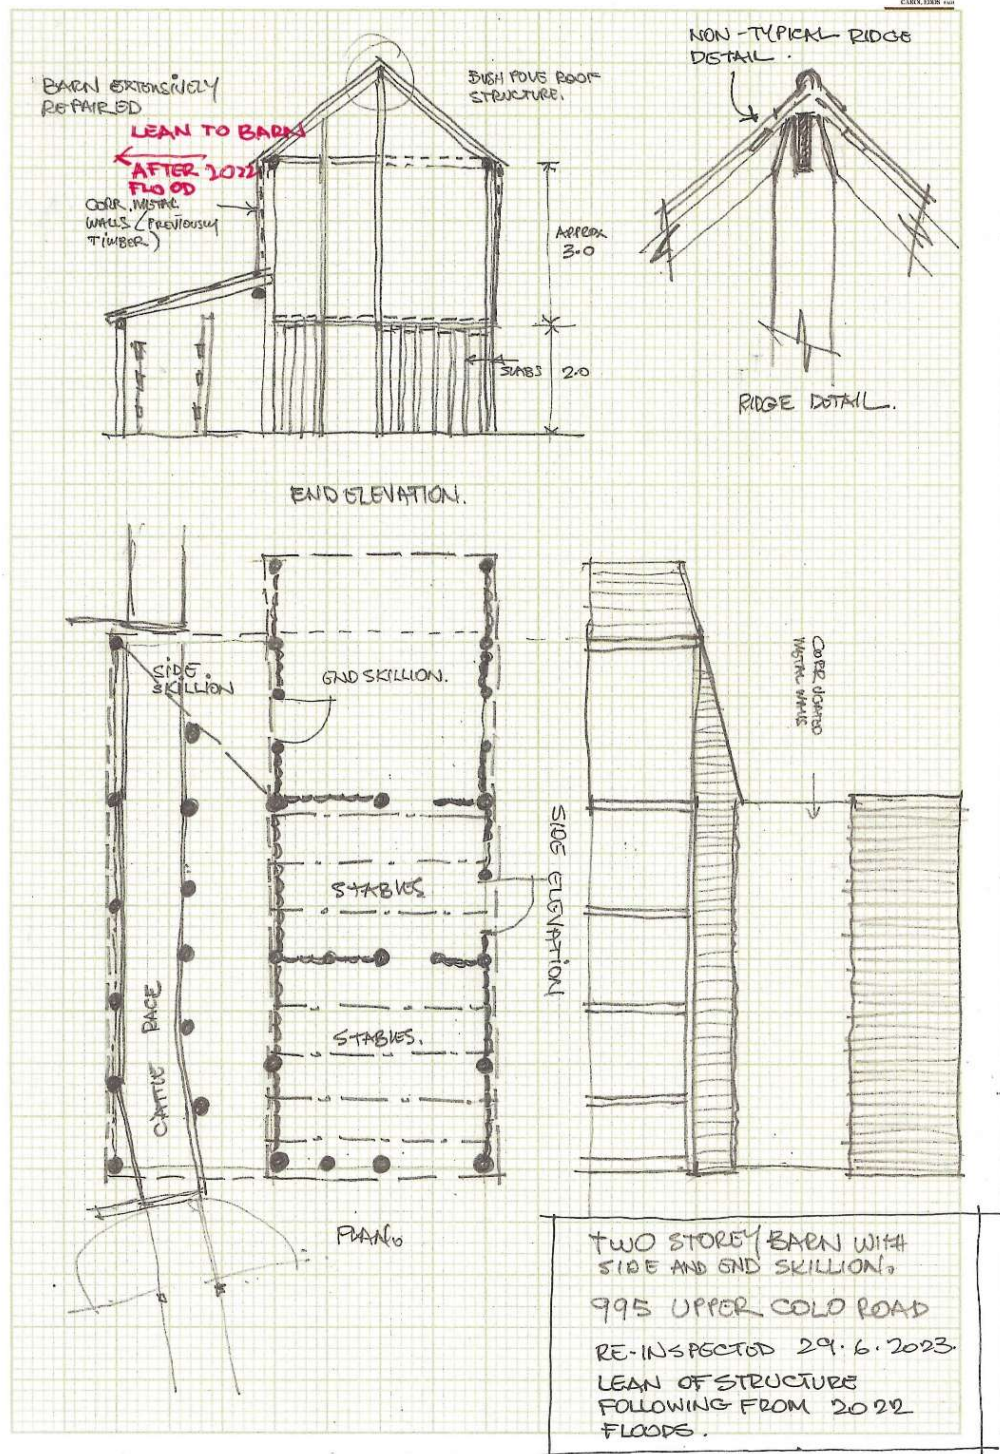 NON-TYPICAL RIDGE
DETAIL.
BARN EXTENSIVELY
REPAIRED
BUSH POLE ROOF
STRUCTURE.
LEAN TO BARN
AFTER 2022
FLOOD
CORR. METAL
WALLS (PREVIOUSLY
TIMBER)
APPROX
3.0
SLABS 2.0
RIDGE DETAIL.
END ELEVATION.
SIDE
SKILLION
END SKILLION.
CORRUGATED
METAL WALLS
STABLES
SIDE ELEVATION
CATTLE RACE
STABLES.
PLAN.
TWO STOREY BARN WITH
SIDE AND END SKILLION.
995 UPPER COLO ROAD
RE-INSPECTED 29.6.2023.
LEAN OF STRUCTURE
FOLLOWING FROM 2022
FLOODS.